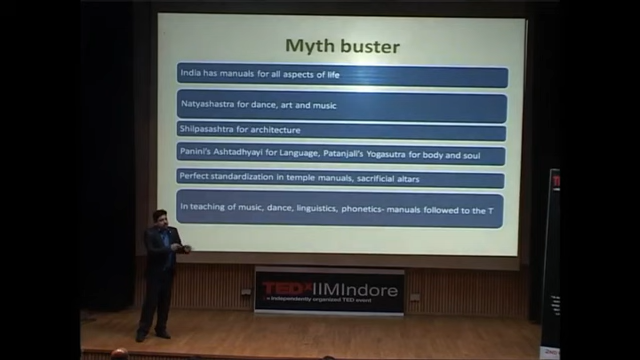 Myth buster
India has manuals for all aspects of life
Natyashastra for dance, art and music
Shilpasashtra for architecture
Panini's Ashtadhyayi for Language, Patanjali's Yogasutra for body and soul
Perfect standardization in temple manuals, sacrificial altars
In teaching of music, dance, linguistics, phonetics- manuals followed to the T
TEDxIIMIndore
x independently organized TED event